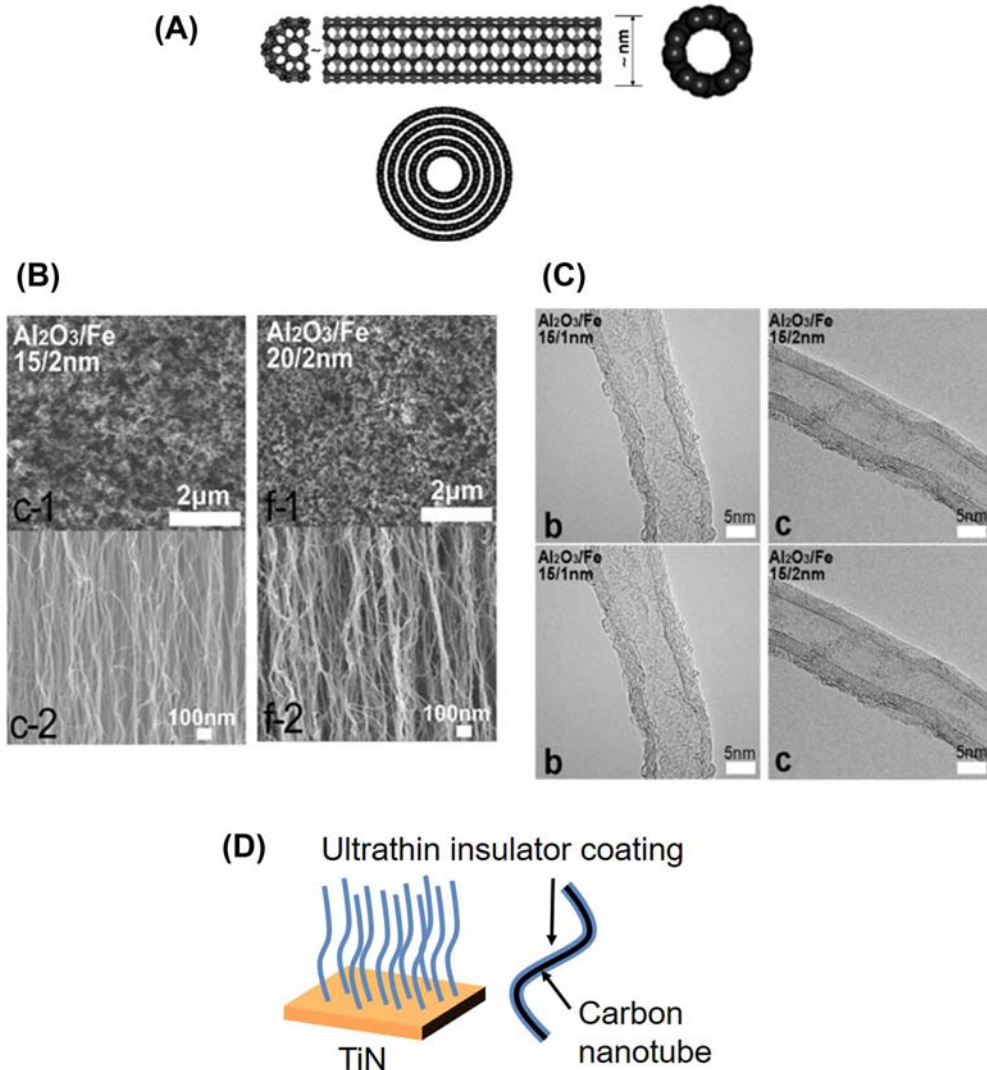 (A)
~
~ nm
(B)
(C)
Al₂O₃/Fe
15/2nm
2μm
c-1
Al₂O₃/Fe
20/2nm
2μm
f-1
100nm
c-2
100nm
f-2
Al₂O₃/Fe
15/1nm
5nm
b
Al₂O₃/Fe
15/2nm
5nm
c
Al₂O₃/Fe
15/1nm
5nm
b
Al₂O₃/Fe
15/2nm
5nm
c
(D)
Ultrathin insulator coating
Carbon
nanotube
TiN